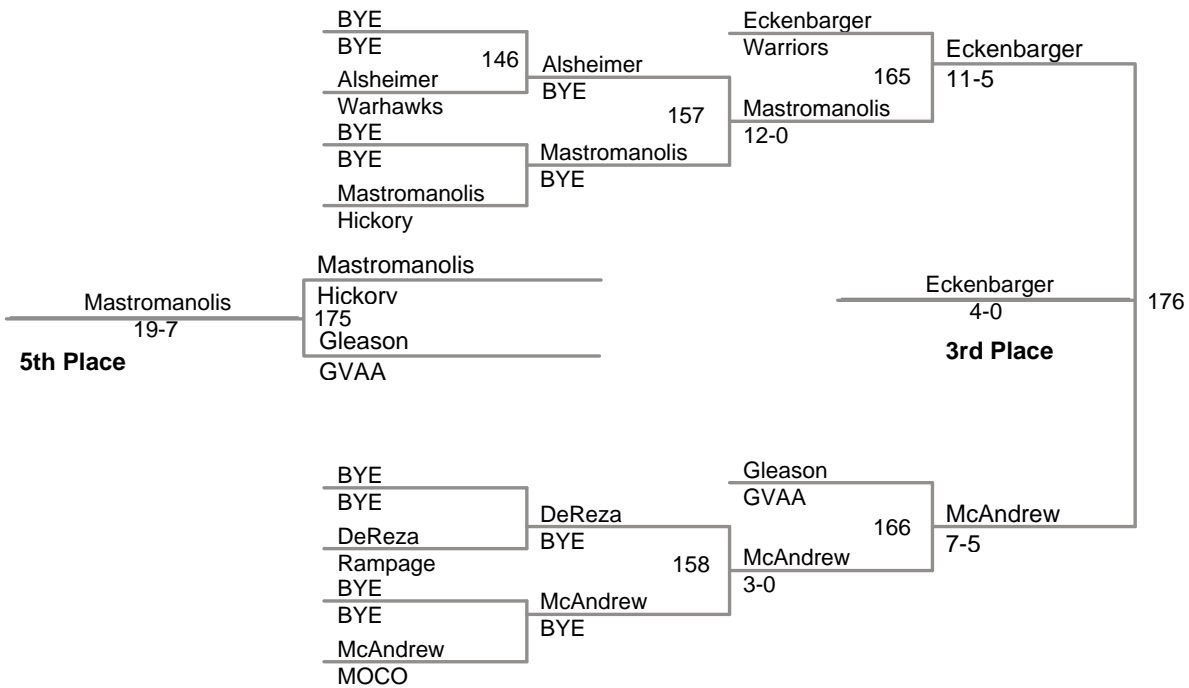 BYE
BYE
146
Alsheimer
Warhawks
Alsheimer
BYE
BYE
BYE
Mastromanolis
Hickory
Mastromanolis
BYE
157
Eckenbarger
Warriors
165
Mastromanolis
12-0
Eckenbarger
11-5
Mastromanolis
Hickorv
175
Gleason
GVAA
Mastromanolis
19-7
5th Place
Eckenbarger
4-0
3rd Place
176
BYE
BYE
DeReza
Rampage
DeReza
BYE
BYE
BYE
McAndrew
MOCO
McAndrew
BYE
158
Gleason
GVAA
166
McAndrew
3-0
McAndrew
7-5